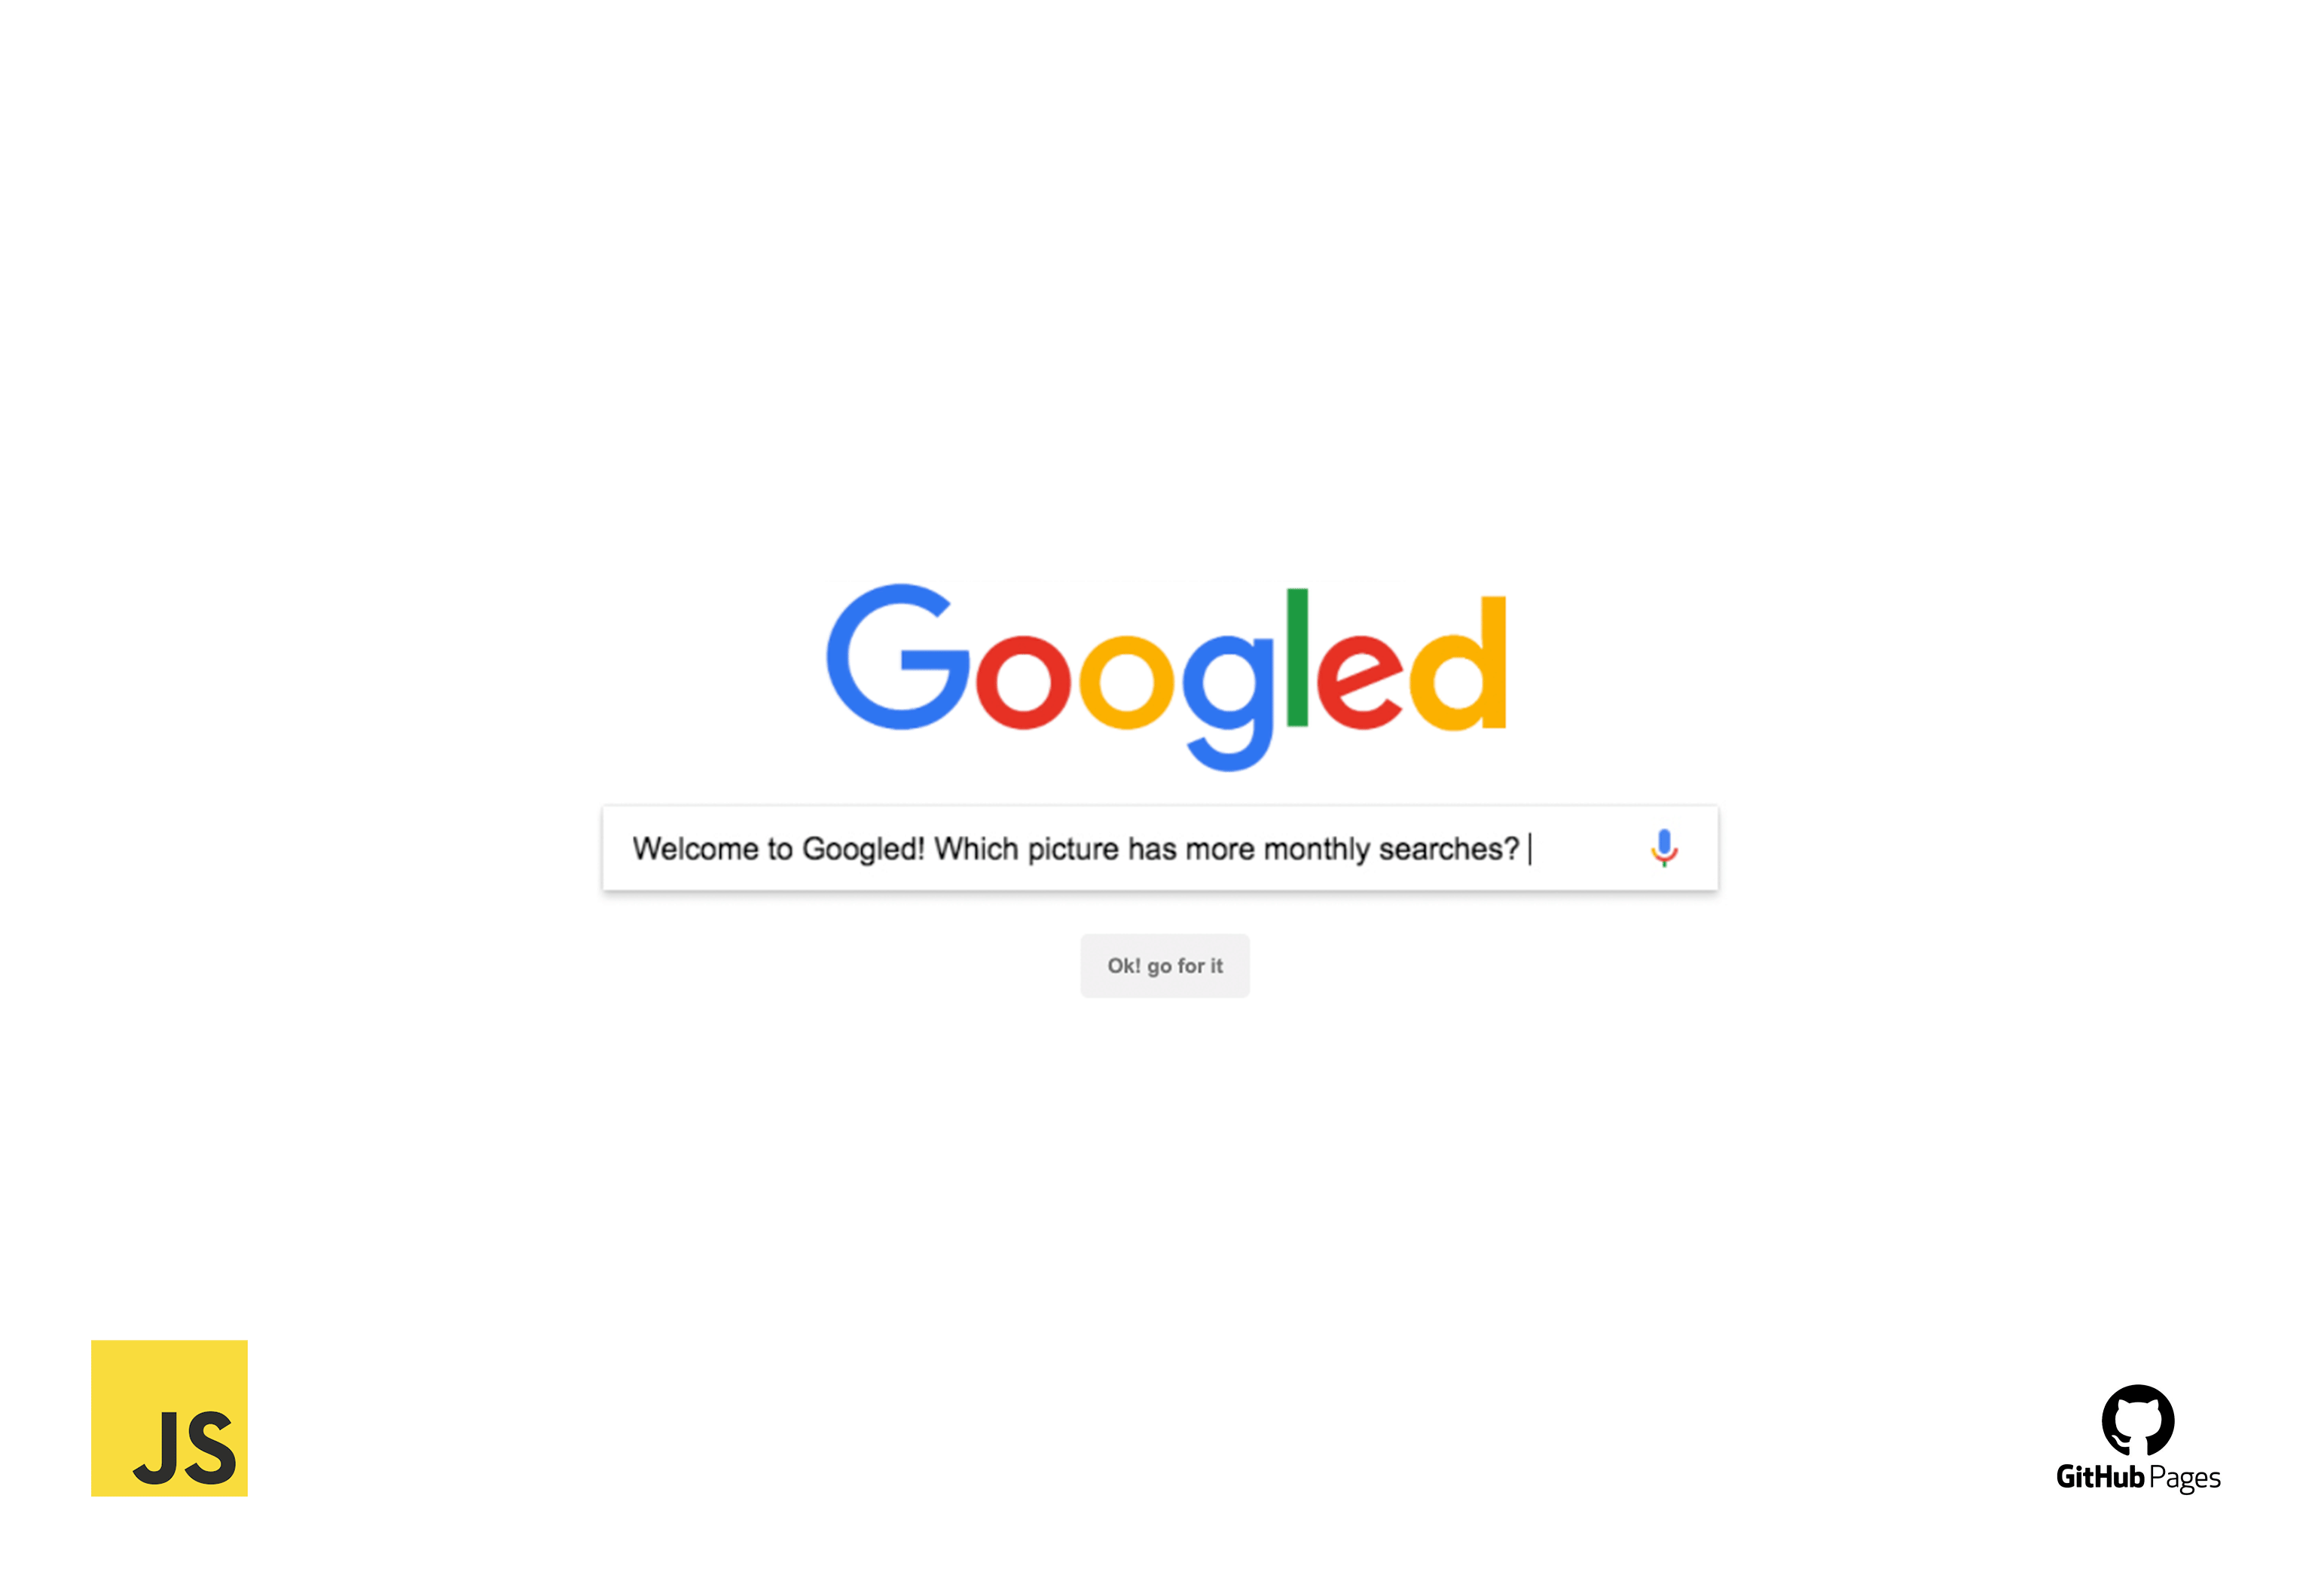 Googled
Welcome to Googled! Which picture has more monthly searches?
Ok! go for it
JS
GitHub Pages